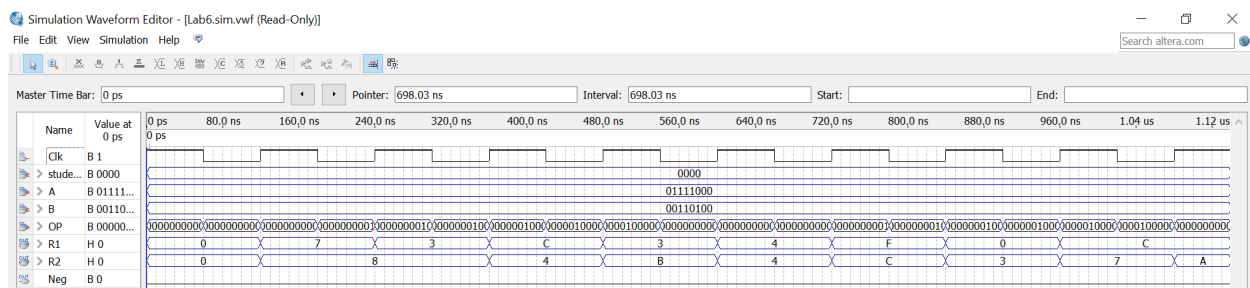 Simulation Waveform Editor - [Lab6.sim.vwf (Read-Only)]
File Edit View Simulation Help
Search altera.com
Master Time Bar: 0 ps Pointer: 698.03 ns Interval: 698.03 ns Start: End:
Name Value at 0 ps
0 ps 80.0 ns 160.0 ns 240.0 ns 320.0 ns 400.0 ns 480.0 ns 560.0 ns 640.0 ns 720.0 ns 800.0 ns 880.0 ns 960.0 ns 1.04 us 1.12 us
0 ps
Clk B 1
stude... B 0000 0000
A B 01111... 01111000
B B 00110... 00110100
OP B 00000...
R1 H 0 0 7 3 C 3 4 F 0 C
R2 H 0 0 8 4 B 4 C 3 7 A
Neg B 0